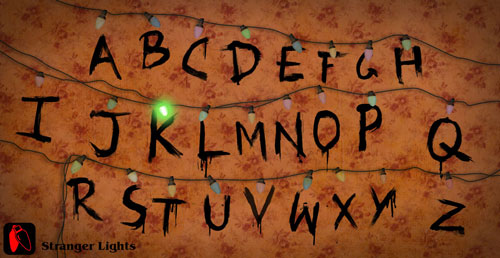 A B C D E F G H
I J K L M N O P Q
R S T U V W X Y Z
Stranger Lights